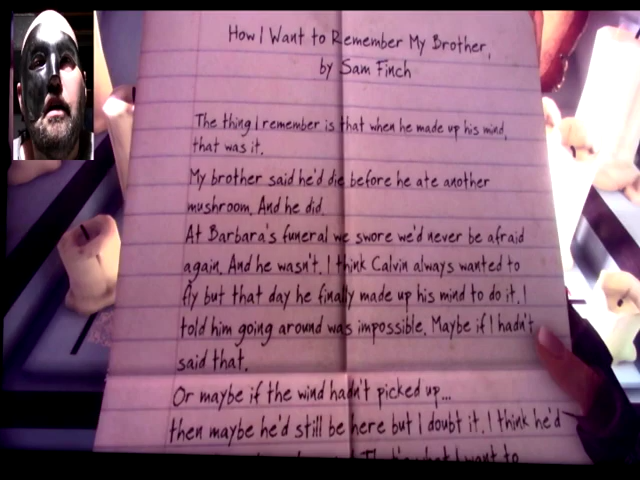 How I Want to Remember My Brother,
by Sam Finch
The thing I remember is that when he made up his mind,
that was it.
My brother said he'd die before he ate another
mushroom. And he did.
At Barbara's funeral we swore we'd never be afraid
again. And he wasn't. I think Calvin always wanted to
fly but that day he finally made up his mind to do it. I
told him going around was impossible. Maybe if I hadn't
said that.
Or maybe if the wind hadn't picked up...
then maybe he'd still be here but I doubt it. I think he'd
what I want to